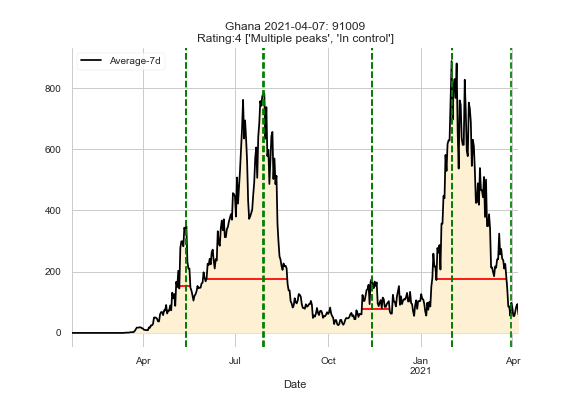 Ghana 2021-04-07: 91009
Rating:4 ['Multiple peaks', 'In control']
Average-7d
800
600
400
200
0
Apr
Jul
Oct
Jan
2021
Apr
Date